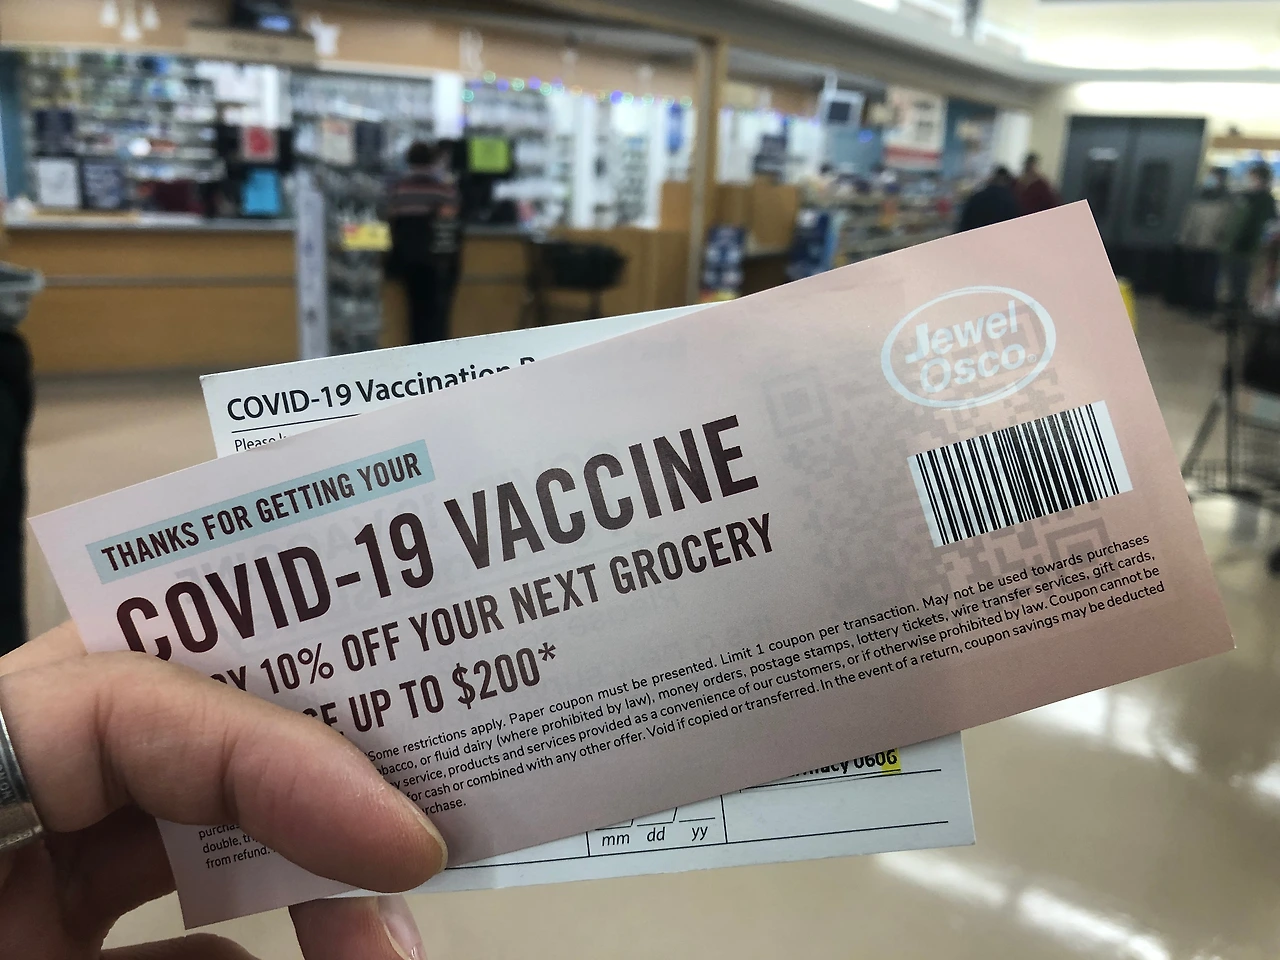 COVID-19 Vaccination
Please
Jewel
Osco
THANKS FOR GETTING YOUR
COVID-19 VACCINE
10% OFF YOUR NEXT GROCERY
UP TO $200*
Some restrictions apply. Paper coupon must be presented. Limit 1 coupon per transaction. May not be used towards purchases
or fluid dairy (where prohibited by law), money orders, postage stamps, lottery tickets, wire transfer services, gift cards,
service, products and services provided as a convenience of our customers, or if otherwise prohibited by law. Coupon cannot be
for cash or combined with any other offer. Void if copied or transferred. In the event of a return, coupon savings may be deducted
double,
from refund.
0606
mm dd yy